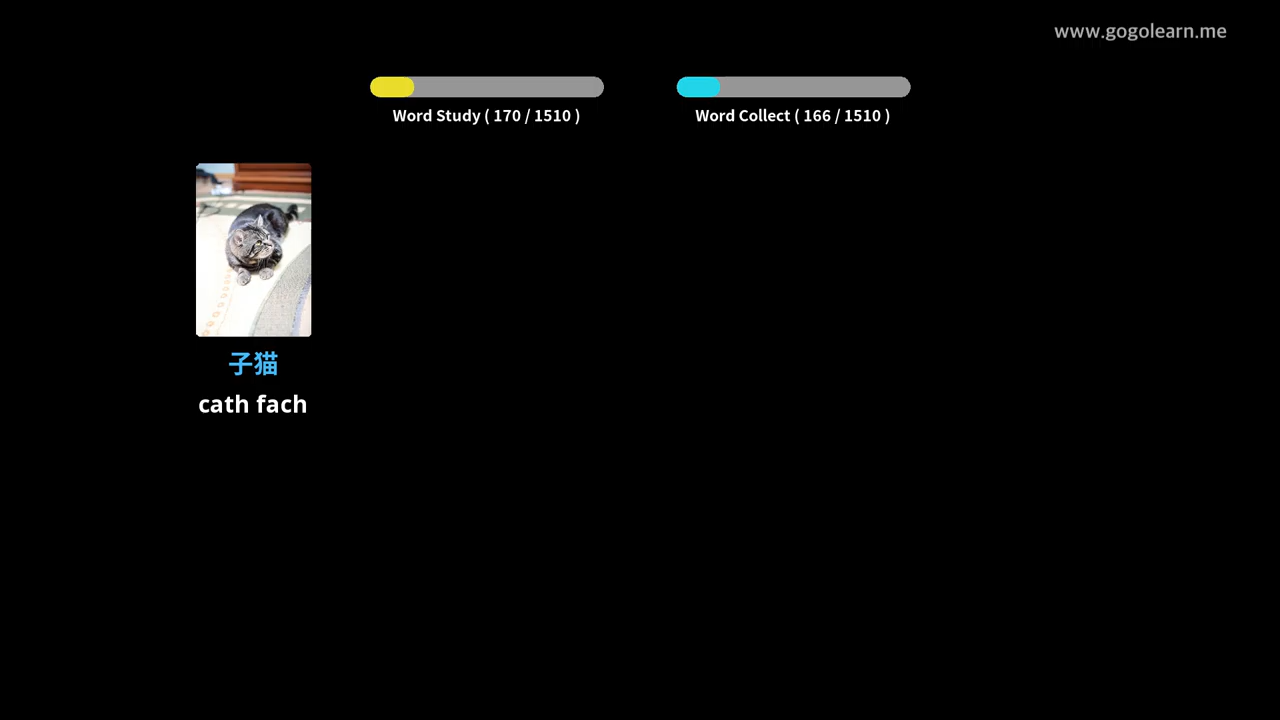 www.gogolearn.me
Word Study ( 170 / 1510 )
Word Collect ( 166 / 1510 )
子猫
cath fach